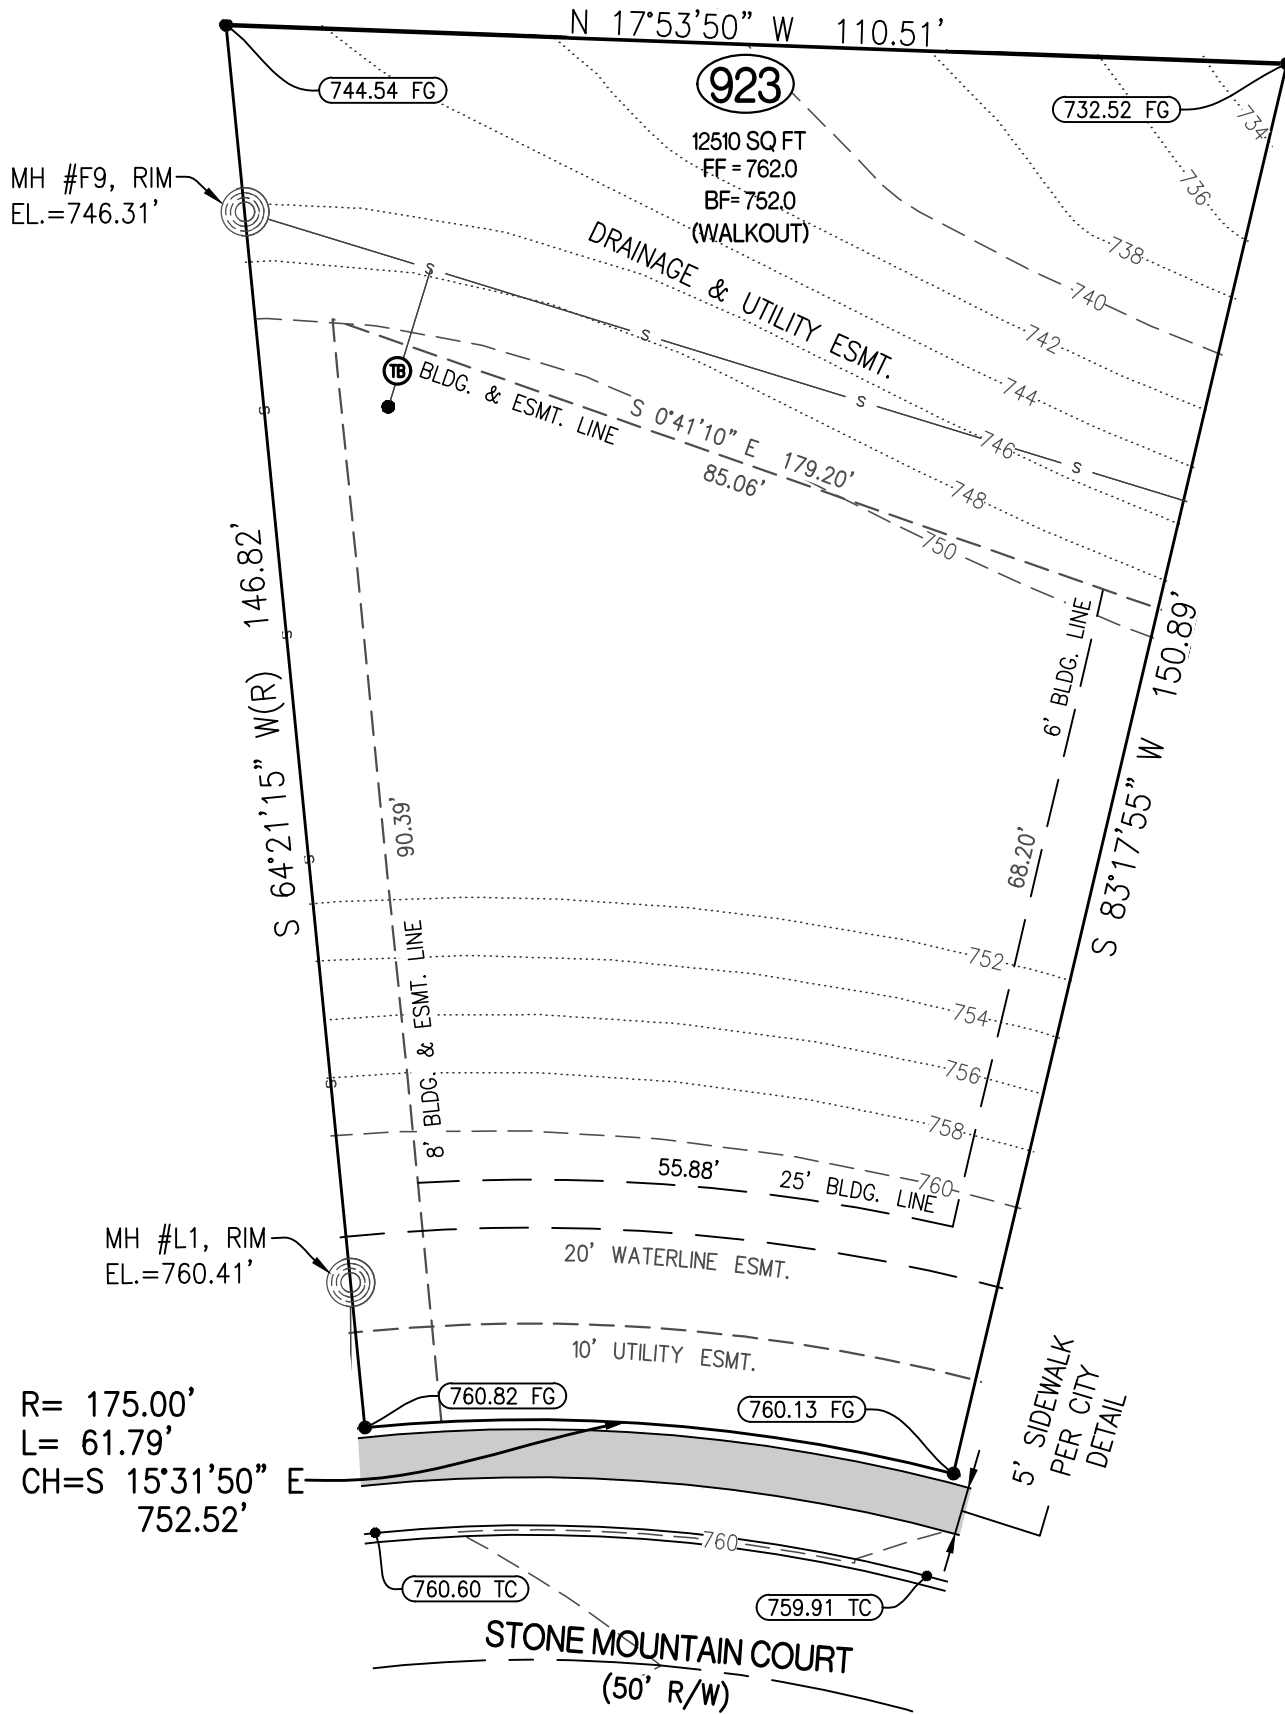 N 17°53'50" W 110.51'
744.54 FG
923
732.52 FG
12510 SQ FT
FF = 762.0
BF= 752.0
(WALKOUT)
734
736
738
740
742
744
746
748
750
MH #F9, RIM
EL.=746.31'
DRAINAGE & UTILITY ESMT.
s
s
s
s
TB
BLDG. & ESMT. LINE
S 0°41'10" E 179.20'
85.06'
s
s
s
s
S 64°21'15" W(R) 146.82'
90.39'
8' BLDG. & ESMT. LINE
6' BLDG. LINE
68.20'
S 83°17'55" W 150.89'
752
754
756
758
760
55.88'
25' BLDG. LINE
20' WATERLINE ESMT.
10' UTILITY ESMT.
MH #L1, RIM
EL.=760.41'
760.82 FG
760.13 FG
R= 175.00'
L= 61.79'
CH=S 15°31'50" E
752.52'
5' SIDEWALK
PER CITY
DETAIL
760
760.60 TC
759.91 TC
STONE MOUNTAIN COURT
(50' R/W)